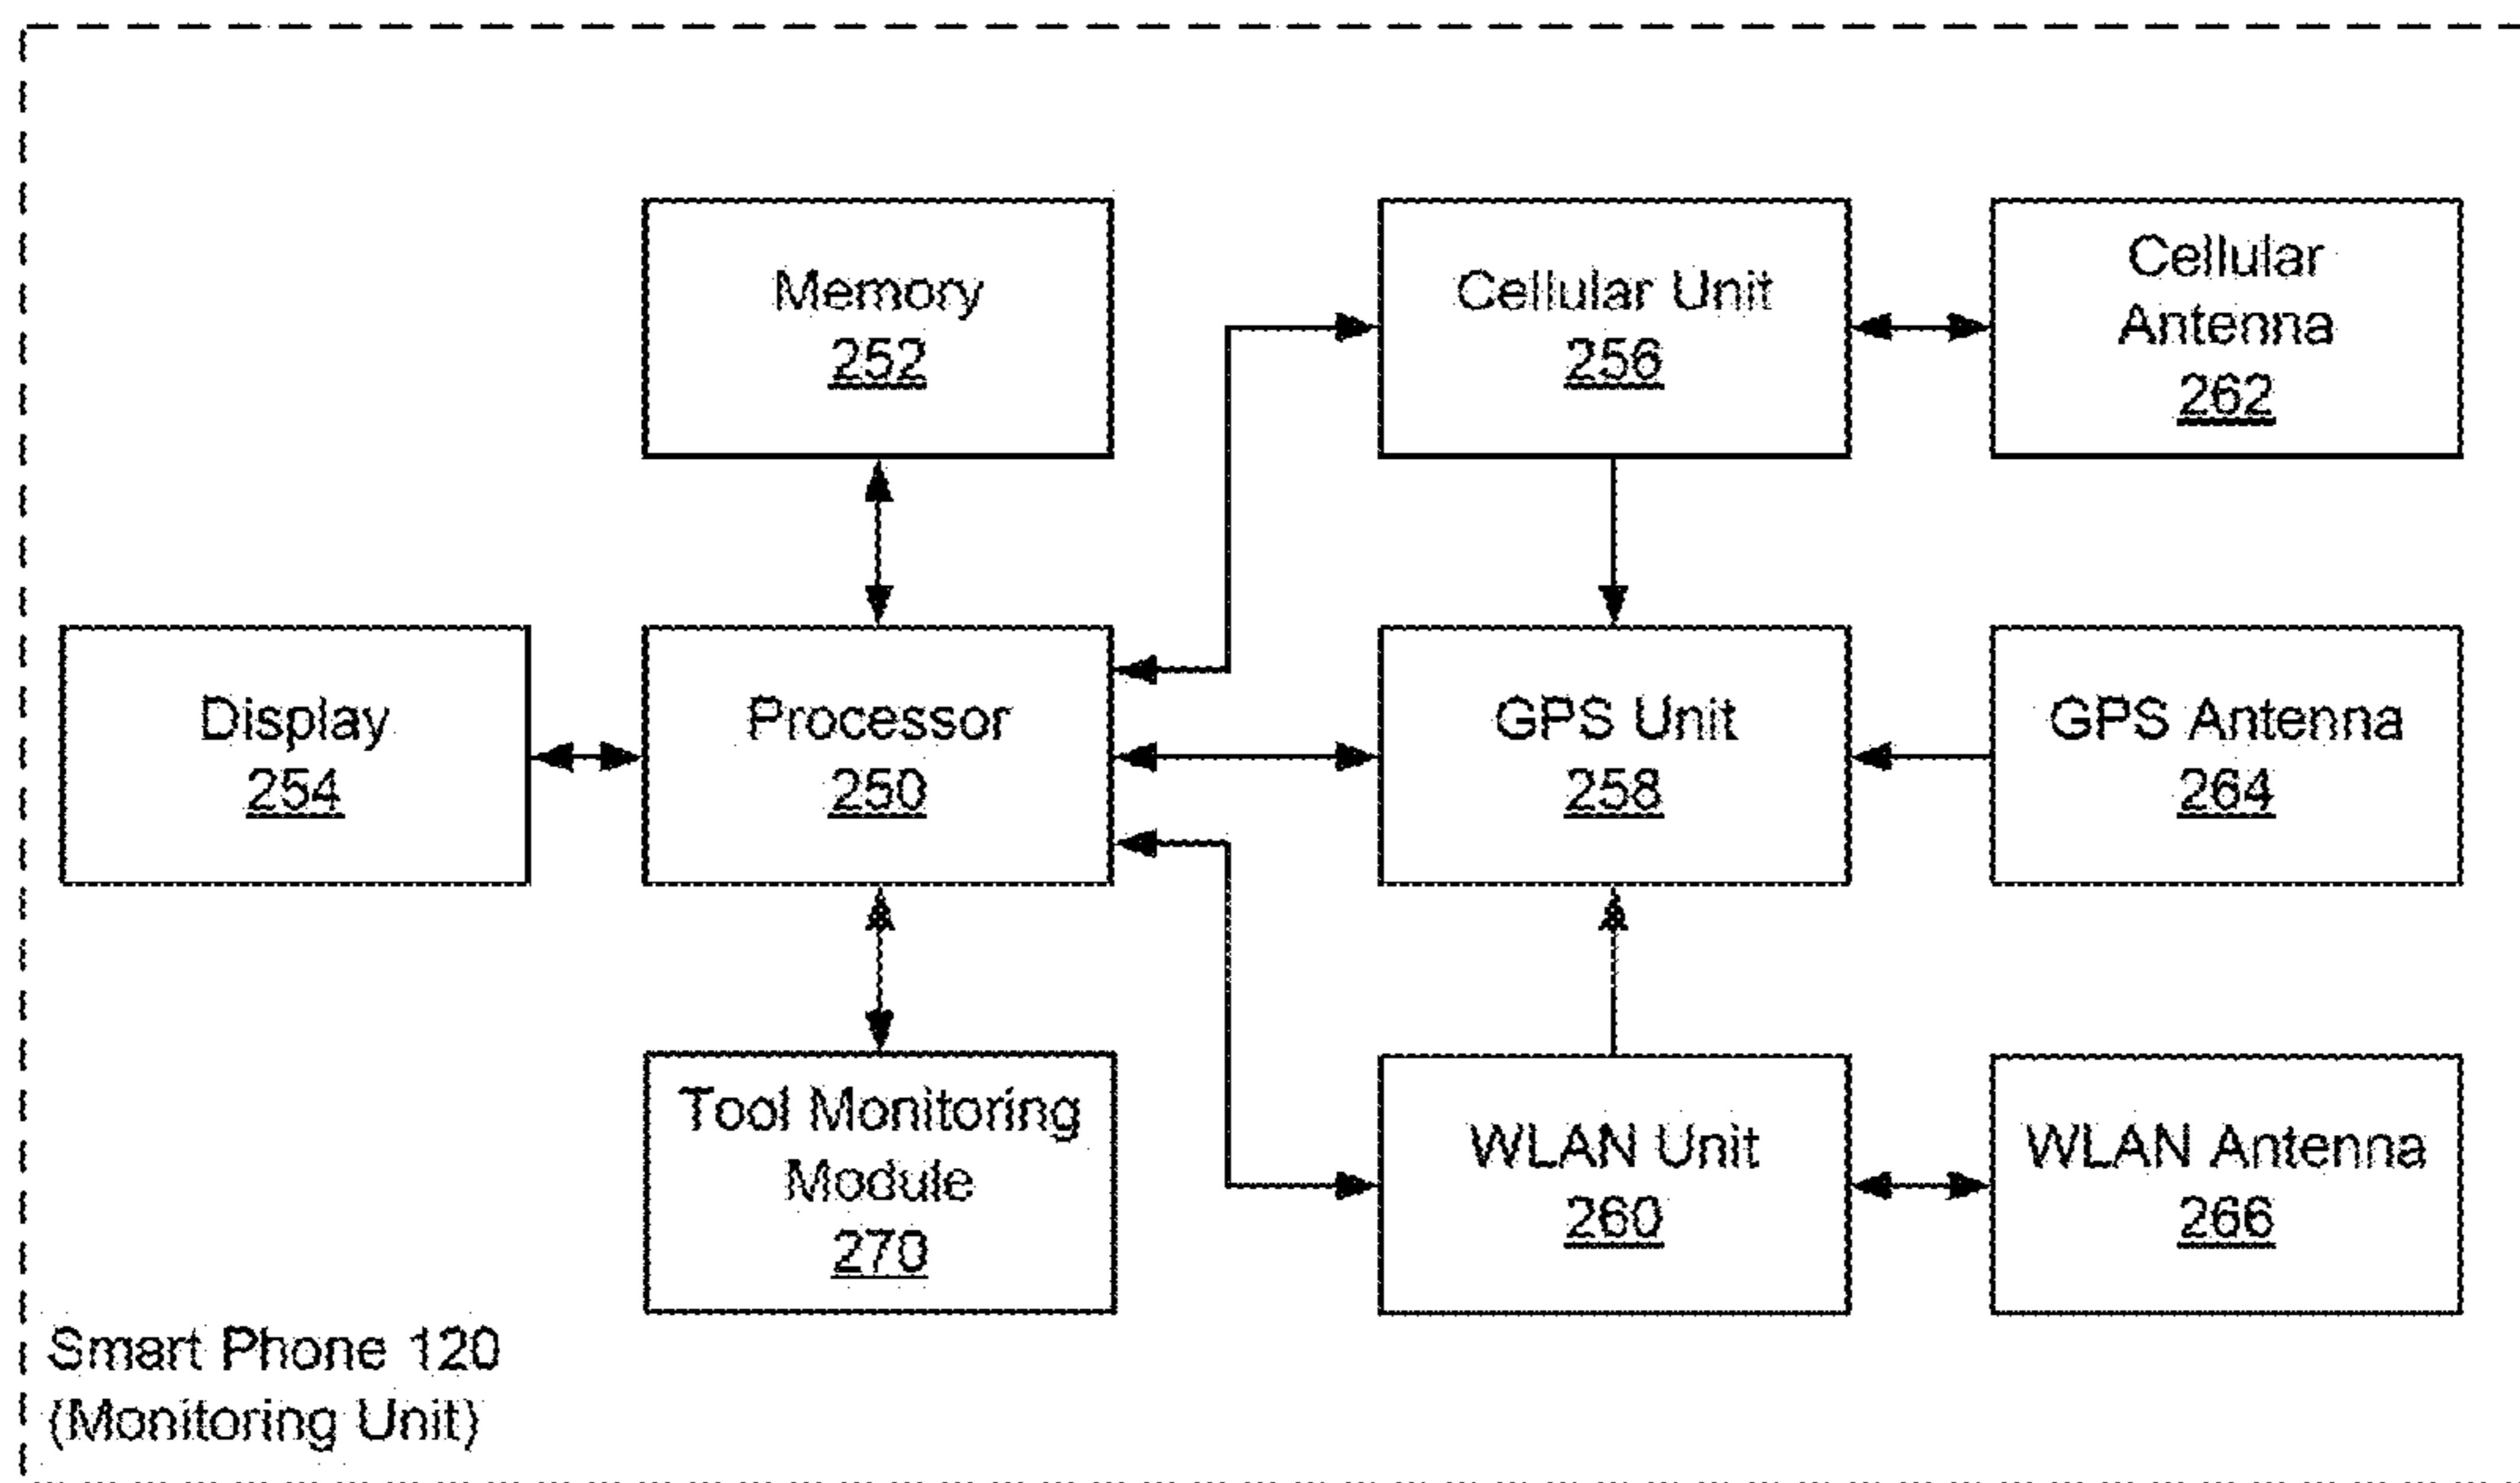 Memory
252
Cellular Unit
256
Cellular
Antenna
262
Display
254
Processor
250
GPS Unit
258
GPS Antenna
264
Tool Monitoring
Module
270
WLAN Unit
260
WLAN Antenna
266
Smart Phone 120
(Monitoring Unit)